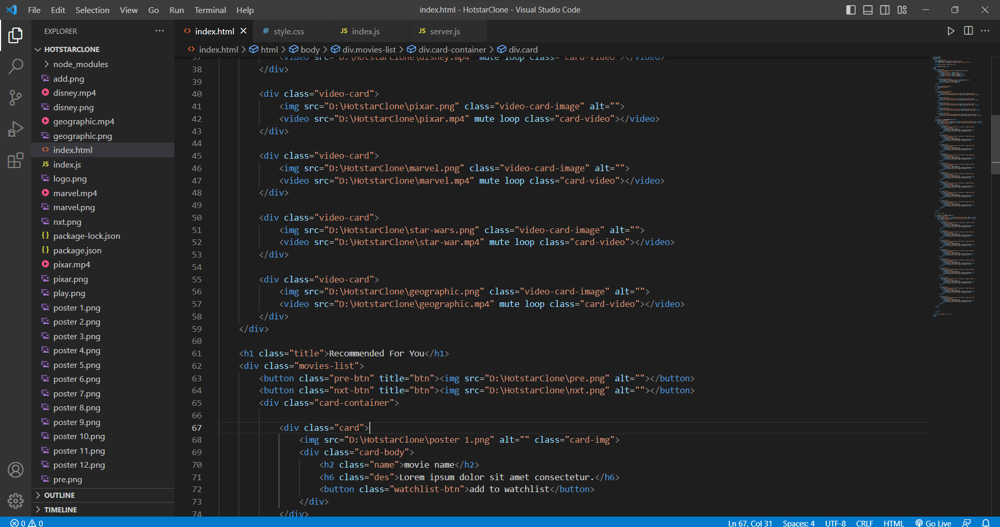 File Edit Selection View Go Run Terminal Help
index.html - HotstarClone - Visual Studio Code
EXPLORER
HOTSTARCLONE
node_modules
add.png
disney.mp4
disney.png
geographic.mp4
geographic.png
index.html
index.js
logo.png
marvel.mp4
marvel.png
nxt.png
package-lock.json
package.json
pixar.mp4
pixar.png
play.png
poster 1.png
poster 2.png
poster 3.png
poster 4.png
poster 5.png
poster 6.png
poster 7.png
poster 8.png
poster 9.png
poster 10.png
poster 11.png
poster 12.png
pre.png
OUTLINE
TIMELINE
index.html style.css index.js server.js
index.html > html > body > div.movies-list > div.card-container > div.card
37 <video src="D:\HotstarClone\disney.mp4" mute loop class="card-video"></video>
38 </div>
39
40 <div class="video-card">
41 <img src="D:\HotstarClone\pixar.png" class="video-card-image" alt="">
42 <video src="D:\HotstarClone\pixar.mp4" mute loop class="card-video"></video>
43 </div>
44
45 <div class="video-card">
46 <img src="D:\HotstarClone\marvel.png" class="video-card-image" alt="">
47 <video src="D:\HotstarClone\marvel.mp4" mute loop class="card-video"></video>
48 </div>
49
50 <div class="video-card">
51 <img src="D:\HotstarClone\star-wars.png" class="video-card-image" alt="">
52 <video src="D:\HotstarClone\star-war.mp4" mute loop class="card-video"></video>
53 </div>
54
55 <div class="video-card">
56 <img src="D:\HotstarClone\geographic.png" class="video-card-image" alt="">
57 <video src="D:\HotstarClone\geographic.mp4" mute loop class="card-video"></video>
58 </div>
59 </div>
60
61 <h1 class="title">Recommended For You</h1>
62 <div class="movies-list">
63 <button class="pre-btn" title="btn"><img src="D:\HotstarClone\pre.png" alt=""></button>
64 <button class="nxt-btn" title="btn"><img src="D:\HotstarClone\nxt.png" alt=""></button>
65 <div class="card-container">
66
67 <div class="card">
68 <img src="D:\HotstarClone\poster 1.png" alt="" class="card-img">
69 <div class="card-body">
70 <h2 class="name">movie name</h2>
71 <h6 class="des">Lorem ipsum dolor sit amet consectetur.</h6>
72 <button class="watchlist-btn">add to watchlist</button>
73 </div>
74 </div>
0 0
Ln 67, Col 31 Spaces: 4 UTF-8 CRLF HTML Go Live